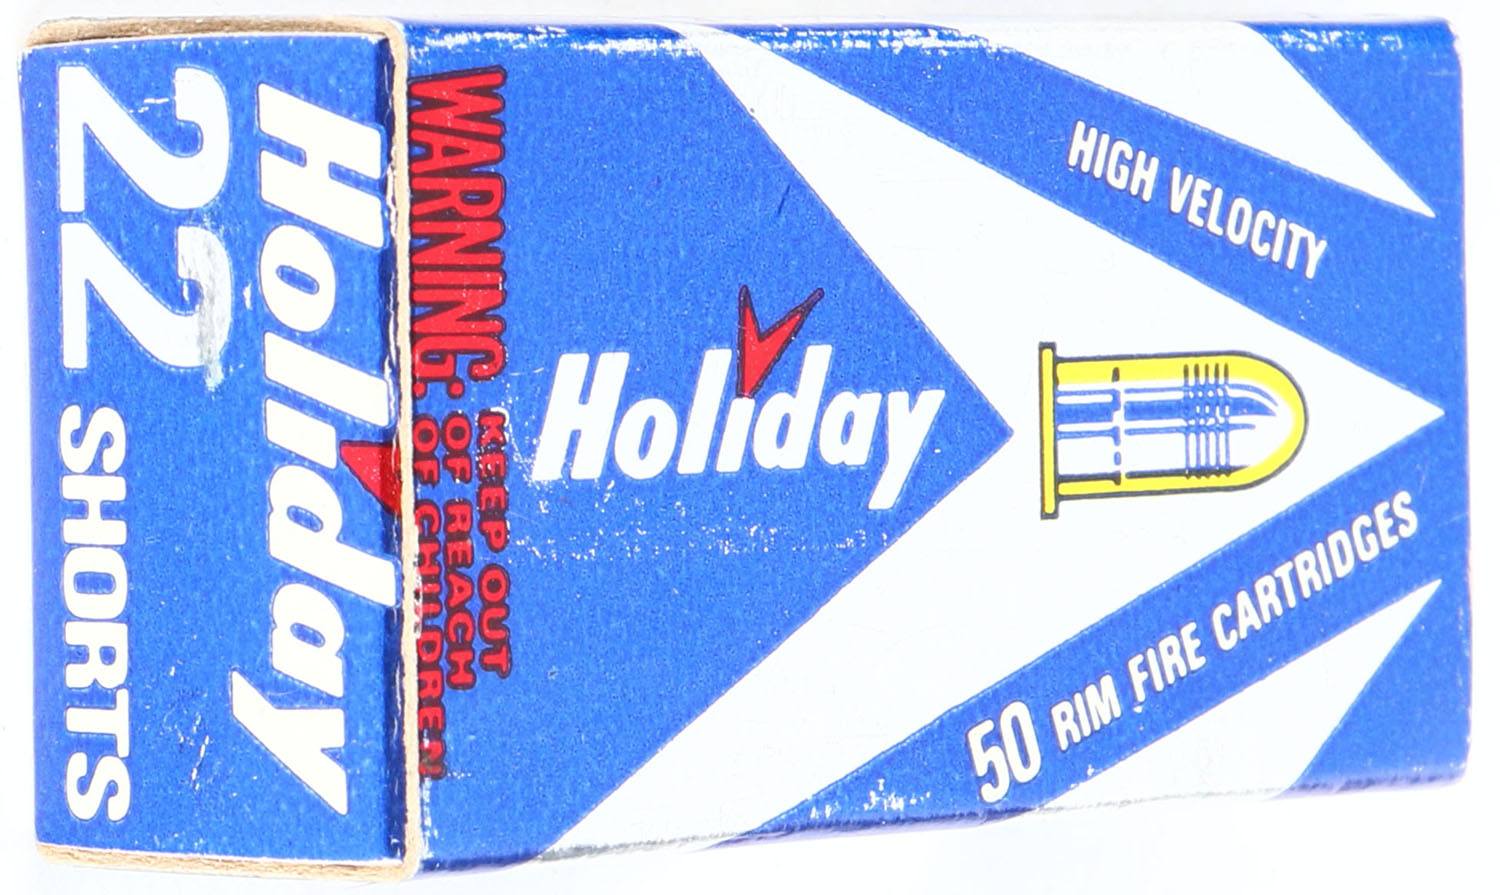 Holiday
22 SHORTS
WARNING:
KEEP OUT
OF REACH
OF CHILDREN
Holiday
HIGH VELOCITY
50 RIM FIRE CARTRIDGES